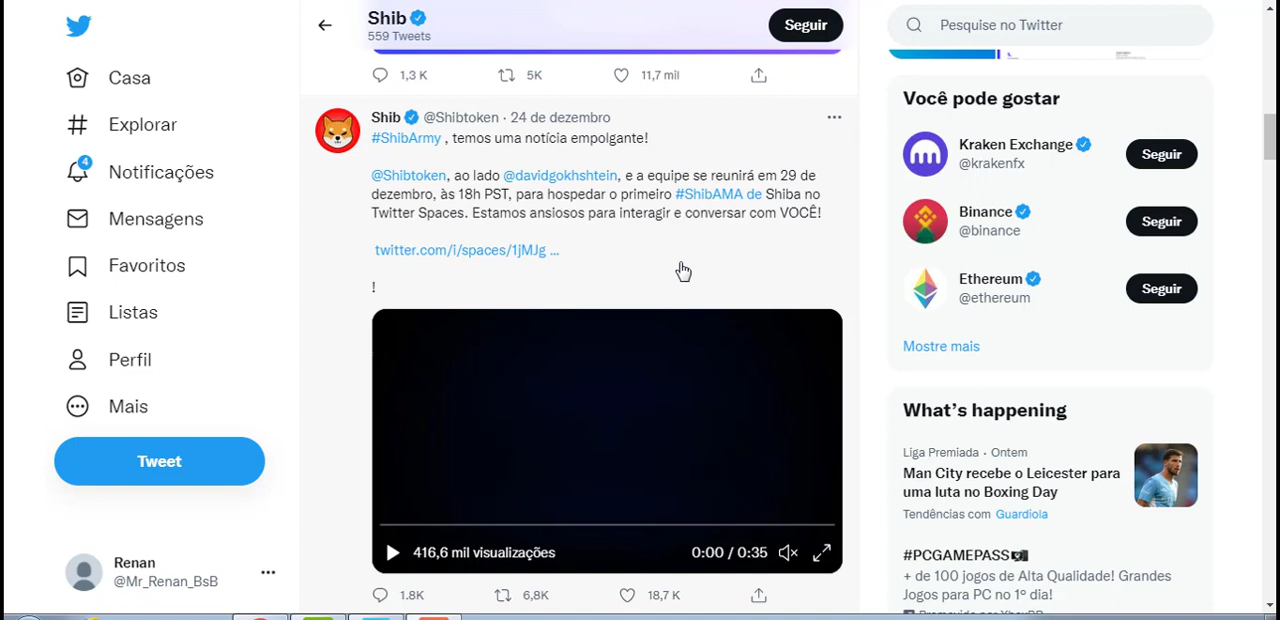 Casa
Explorar
4
Notificações
Mensagens
Favoritos
Listas
Perfil
Mais
Tweet
Renan
@Mr_Renan_BsB
Shib
559 Tweets
Seguir
1,3 K
5K
11,7 mil
Shib @Shibtoken · 24 de dezembro
#ShibArmy , temos uma notícia empolgante!
@Shibtoken, ao lado @davidgokhshtein, e a equipe se reunirá em 29 de
dezembro, às 18h PST, para hospedar o primeiro #ShibAMA de Shiba no
Twitter Spaces. Estamos ansiosos para interagir e conversar com VOCÊ!
twitter.com/i/spaces/1jMJg ...
!
416,6 mil visualizações
0:00 / 0:35
1.8K
6,8K
18,7 K
Pesquise no Twitter
Você pode gostar
Kraken Exchange
@krakenfx
Seguir
Binance
@binance
Seguir
Ethereum
@ethereum
Seguir
Mostre mais
What's happening
Liga Premiada · Ontem
Man City recebe o Leicester para
uma luta no Boxing Day
Tendências com Guardiola
#PCGAMEPASS
+ de 100 jogos de Alta Qualidade! Grandes
Jogos para PC no 1º dia!